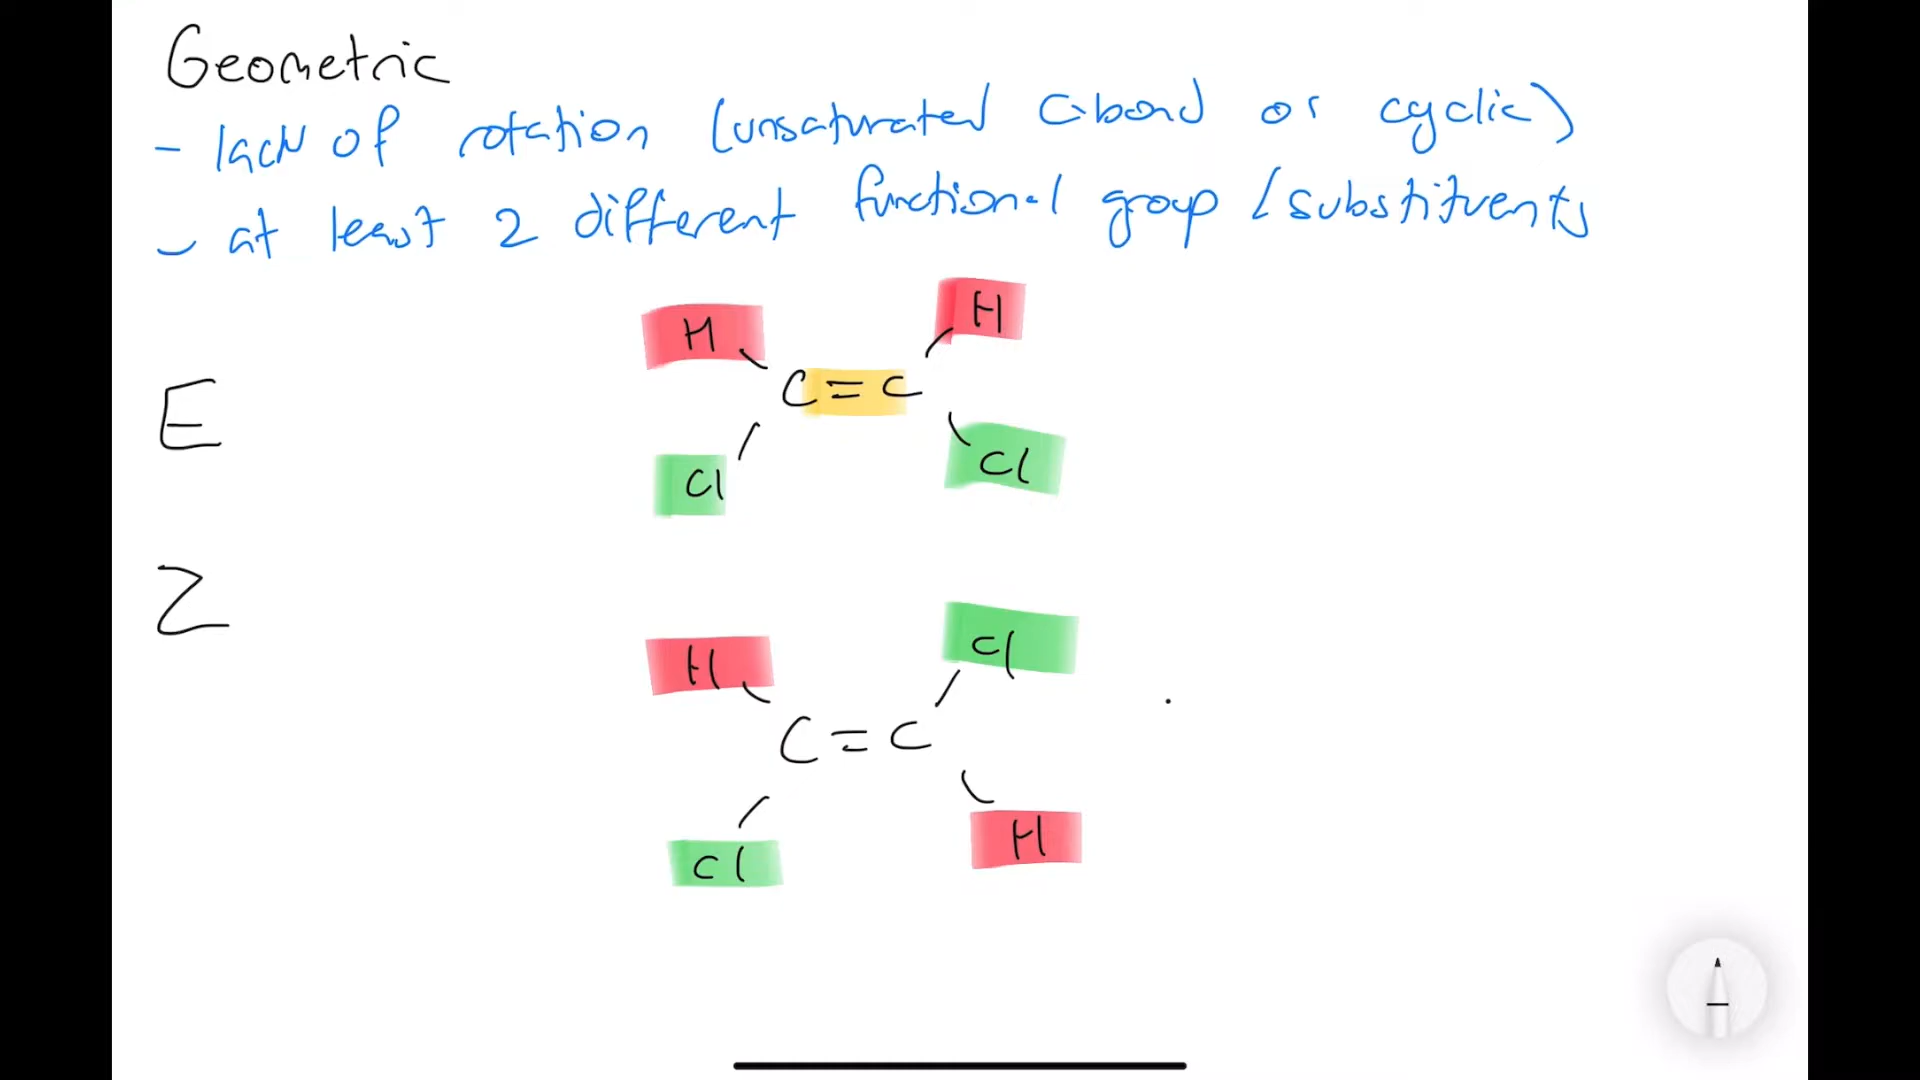 Geometric
- lack of rotation (unsaturated C-bond or cyclic)
- at least 2 different functional group / substituents
H H
C = C
Cl Cl
E
Z
H Cl
C = C
Cl H